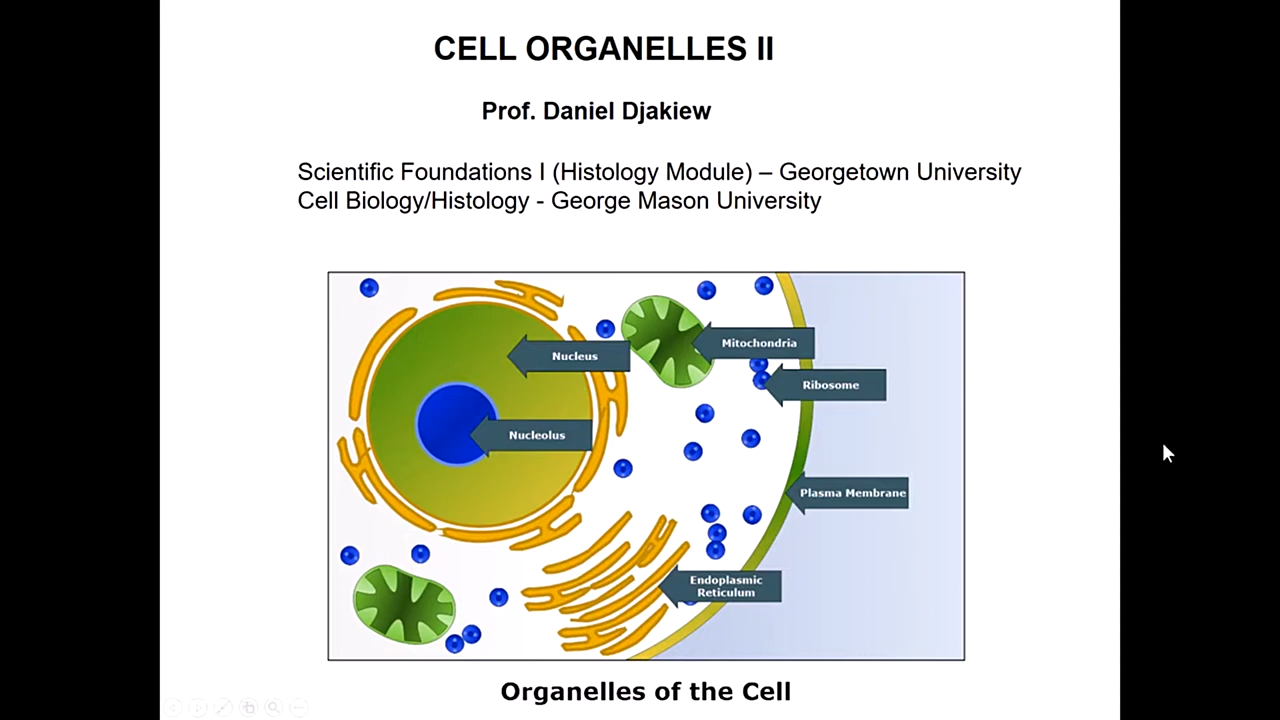 CELL ORGANELLES II
Prof. Daniel Djakiew
Scientific Foundations I (Histology Module) – Georgetown University
Cell Biology/Histology - George Mason University
Nucleus
Mitochondria
Ribosome
Nucleolus
Plasma Membrane
Endoplasmic
Reticulum
Organelles of the Cell